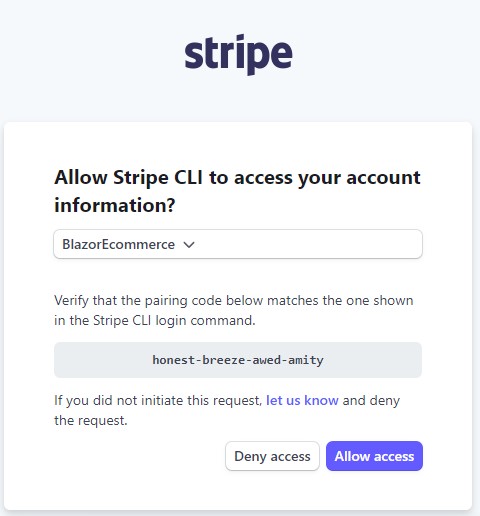 stripe
Allow Stripe CLI to access your account
information?
BlazorEcommerce
Verify that the pairing code below matches the one shown
in the Stripe CLI login command.
honest-breeze-awed-amity
If you did not initiate this request, let us know and deny
the request.
Deny access
Allow access